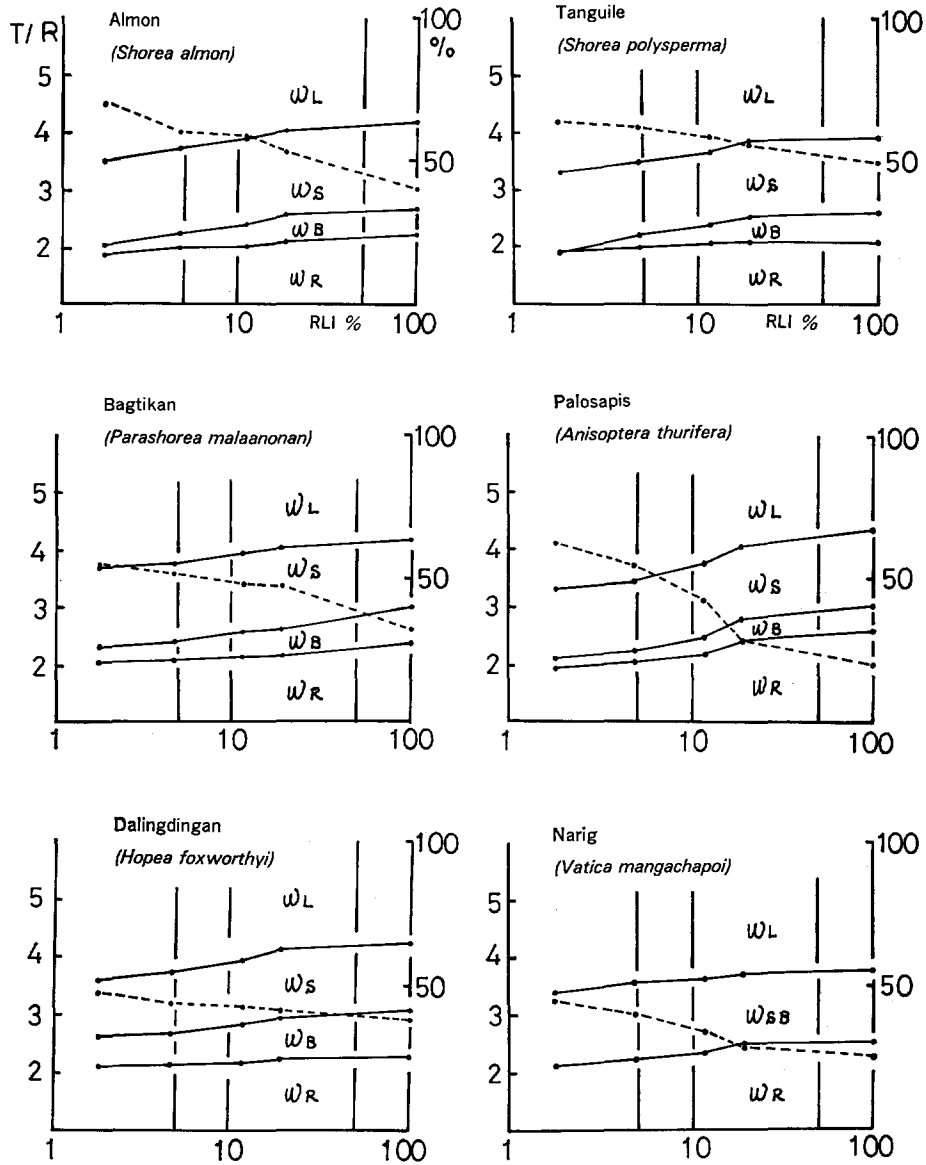 T/R
Almon
(Shorea almon)
100
%
5
4
3
2
50
ωL
ωS
ωB
ωR
1
10
RLI %
100
Tanguile
(Shorea polysperma)
100
5
4
3
2
50
ωL
ωS
ωB
ωR
1
10
RLI %
100
Bagtikan
(Parashorea malaanonan)
100
5
4
3
2
50
ωL
ωS
ωB
ωR
1
10
100
Palosapis
(Anisoptera thurifera)
100
5
4
3
2
50
ωL
ωS
ωB
ωR
1
10
100
Dalingdingan
(Hopea foxworthyi)
100
5
4
3
2
50
ωL
ωS
ωB
ωR
1
10
100
Narig
(Vatica mangachapoi)
100
5
4
3
2
50
ωL
ωSB
ωR
1
10
100